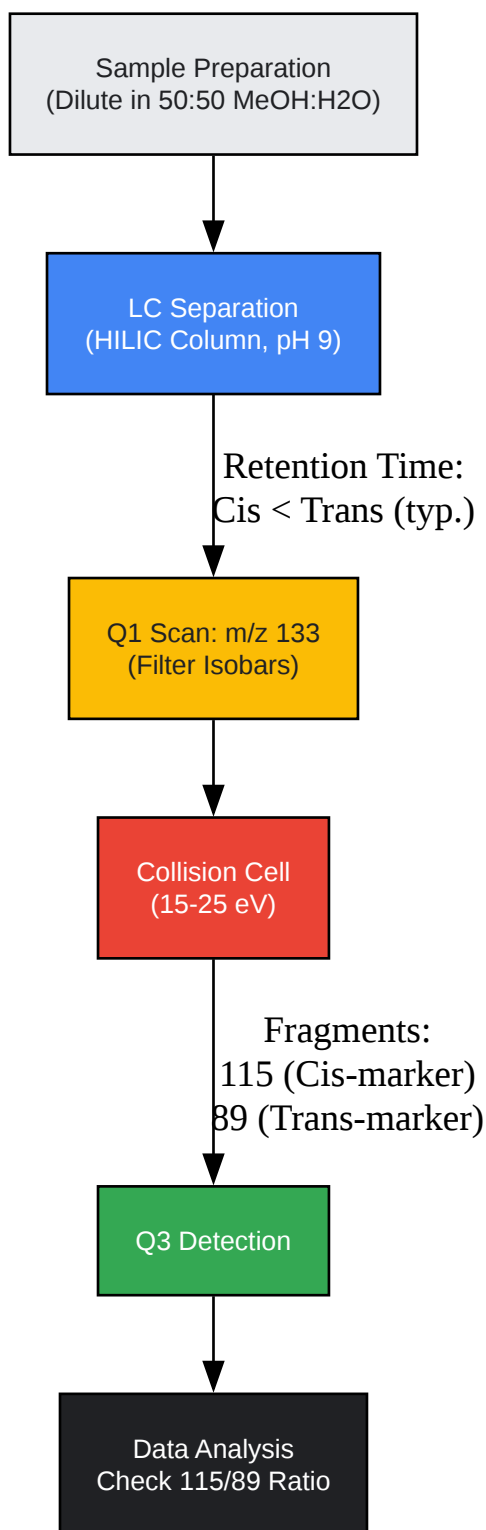 Sample Preparation
(Dilute in 50:50 MeOH:H2O)
LC Separation
(HILIC Column, pH 9)
Retention Time:
Cis < Trans (typ.)
Q1 Scan: m/z 133
(Filter Isobars)
Collision Cell
(15-25 eV)
Fragments:
115 (Cis-marker)
89 (Trans-marker)
Q3 Detection
Data Analysis
Check 115/89 Ratio